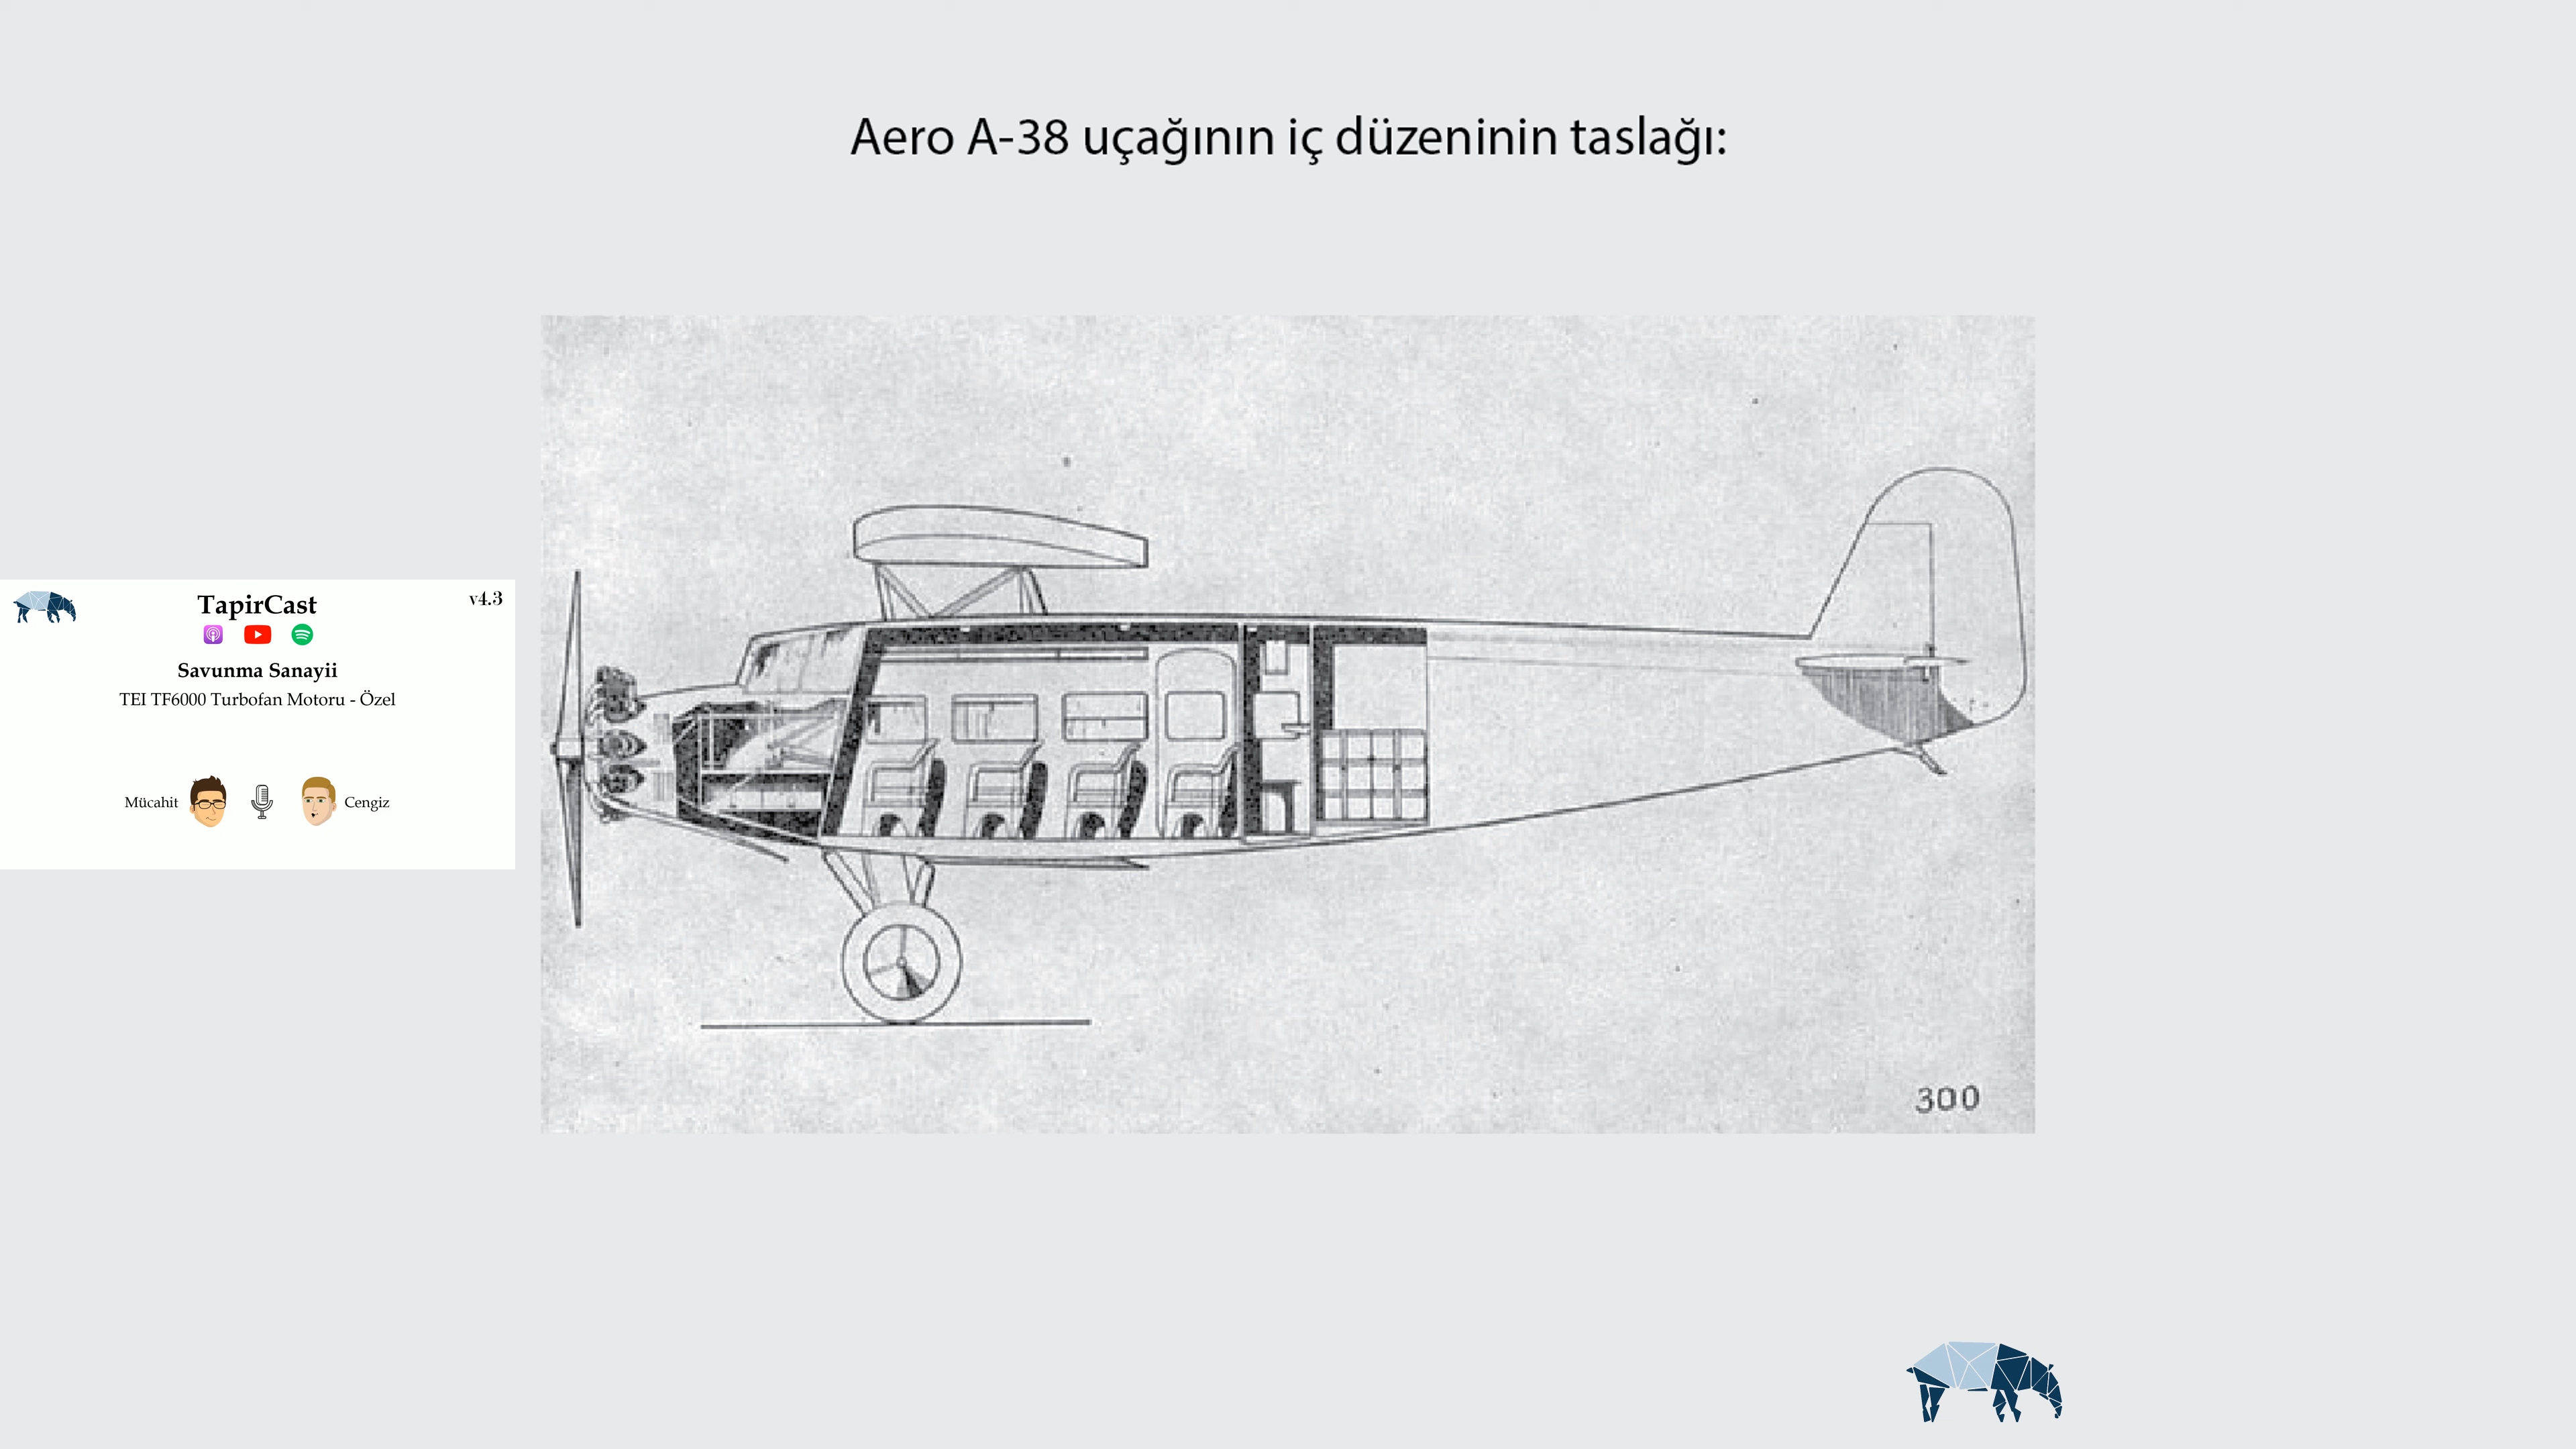 Aero A-38 uçağının iç düzeninin taslağı:
TapirCast
v4.3
Savunma Sanayii
TEI TF6000 Turbofan Motoru - Özel
Mücahit
Cengiz
300